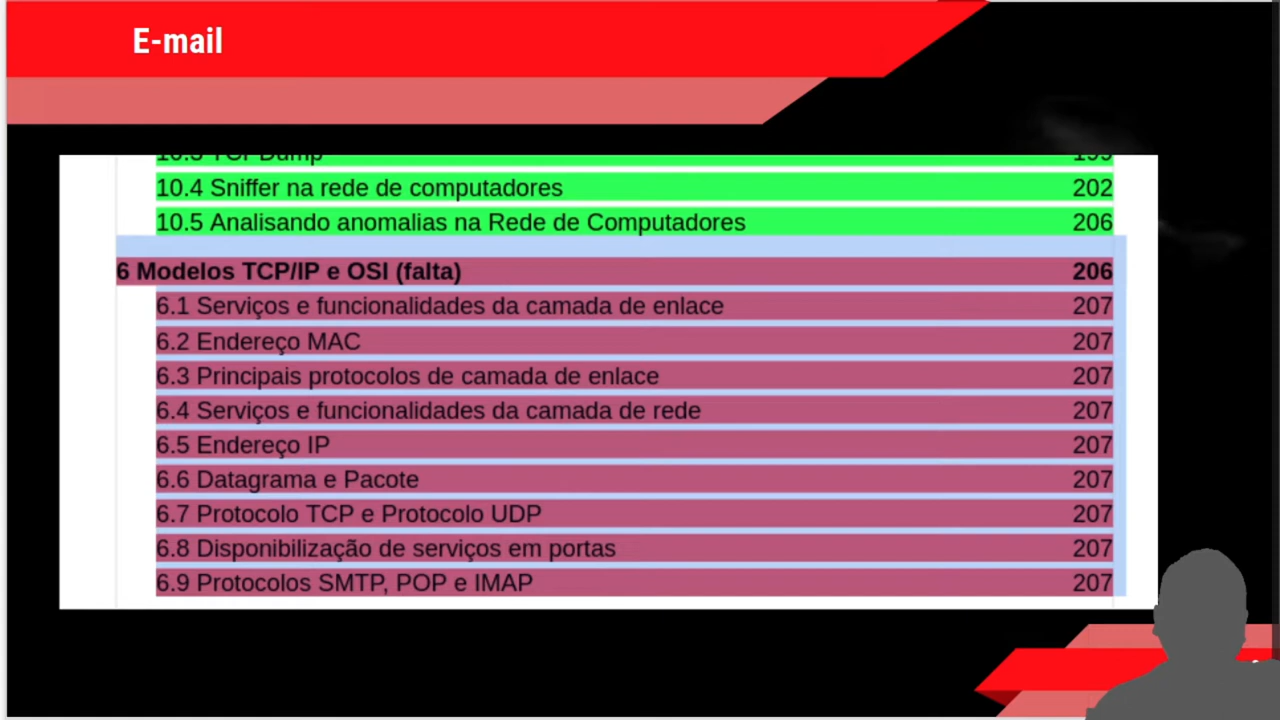 E-mail
10.3 TCPDump 199
10.4 Sniffer na rede de computadores 202
10.5 Analisando anomalias na Rede de Computadores 206
6 Modelos TCP/IP e OSI (falta) 206
6.1 Serviços e funcionalidades da camada de enlace 207
6.2 Endereço MAC 207
6.3 Principais protocolos de camada de enlace 207
6.4 Serviços e funcionalidades da camada de rede 207
6.5 Endereço IP 207
6.6 Datagrama e Pacote 207
6.7 Protocolo TCP e Protocolo UDP 207
6.8 Disponibilização de serviços em portas 207
6.9 Protocolos SMTP, POP e IMAP 207